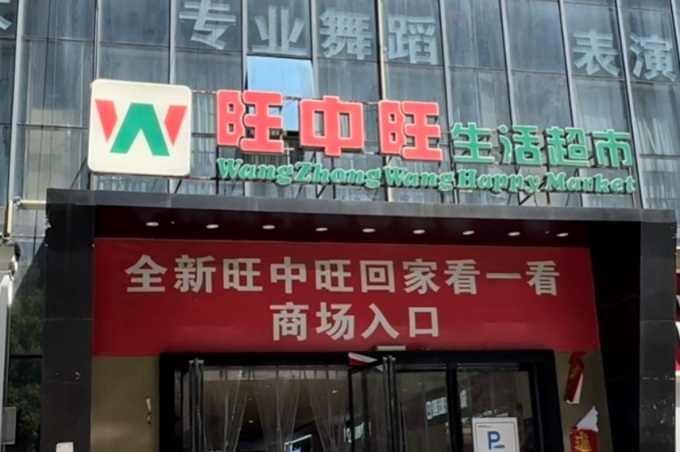 专业舞蹈 表演
W 旺中旺生活超市
WangZhongWang Happy Market
全新旺中旺回家看一看
商场入口
P